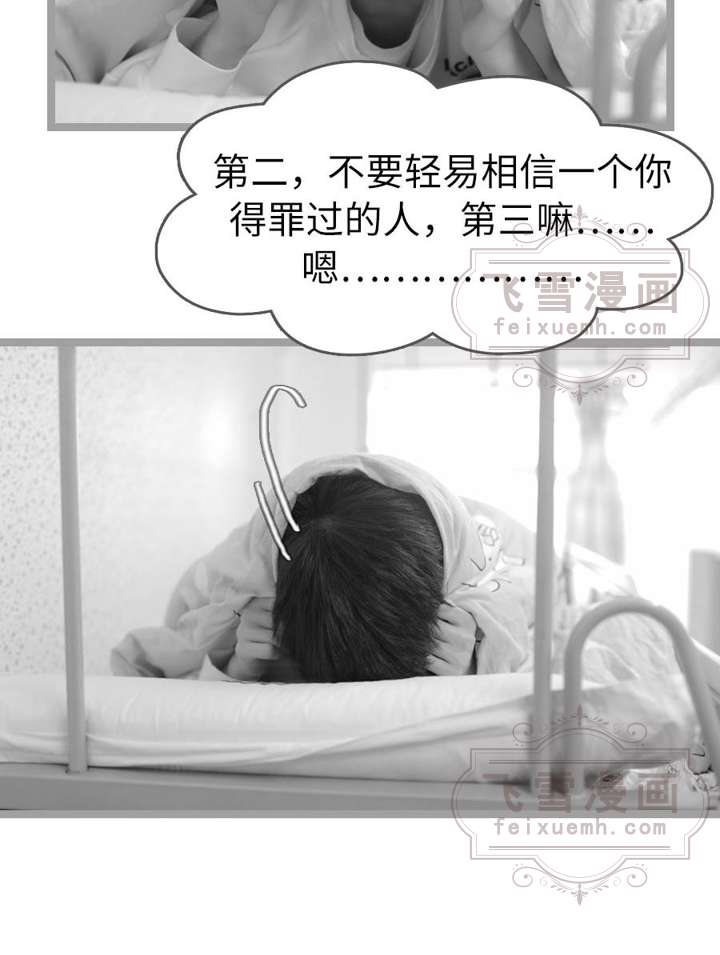 第二，不要轻易相信一个你
得罪过的人，第三嘛……
嗯…………………
飞雪漫画
feixuemh.com
飞雪漫画
feixuemh.com